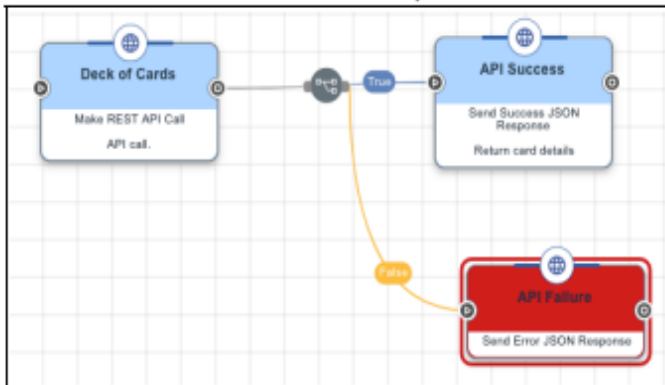 Deck of Cards
Make REST API Call
API call.
True
API Success
Send Success JSON
Response
Return card details
False
API Failure
Send Error JSON Response